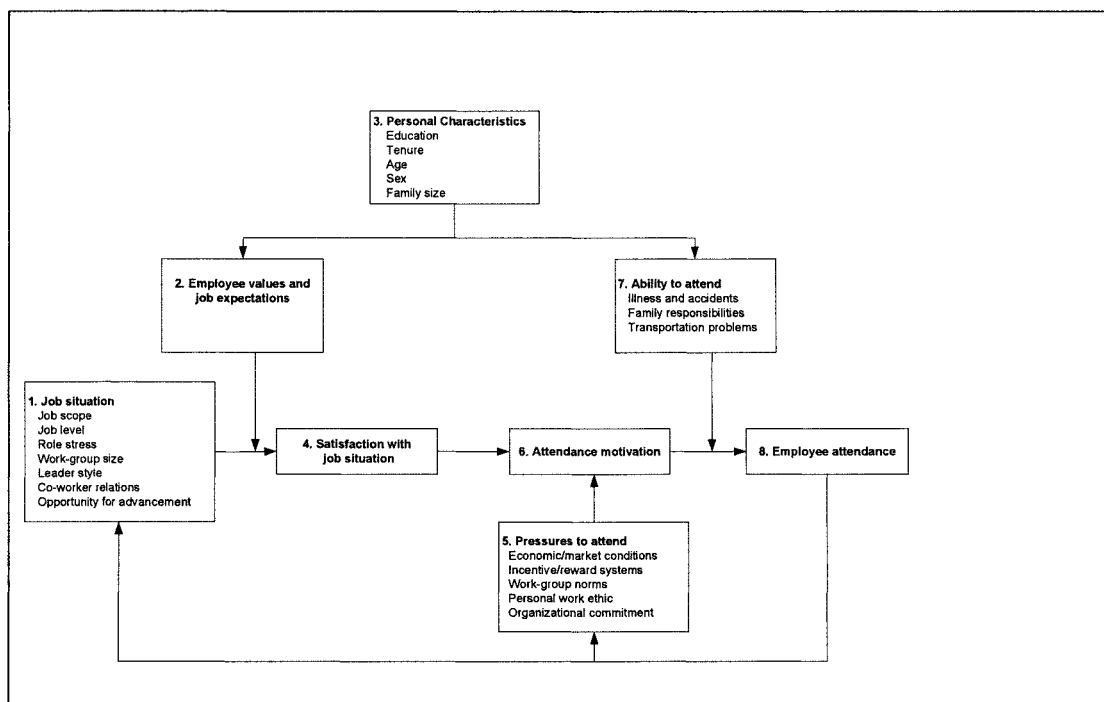 3. Personal Characteristics
Education
Tenure
Age
Sex
Family size
2. Employee values and
job expectations
7. Ability to attend
Illness and accidents
Family responsibilities
Transportation problems
1. Job situation
Job scope
Job level
Role stress
Work-group size
Leader style
Co-worker relations
Opportunity for advancement
4. Satisfaction with
job situation
6. Attendance motivation
8. Employee attendance
5. Pressures to attend
Economic/market conditions
Incentive/reward systems
Work-group norms
Personal work ethic
Organizational commitment